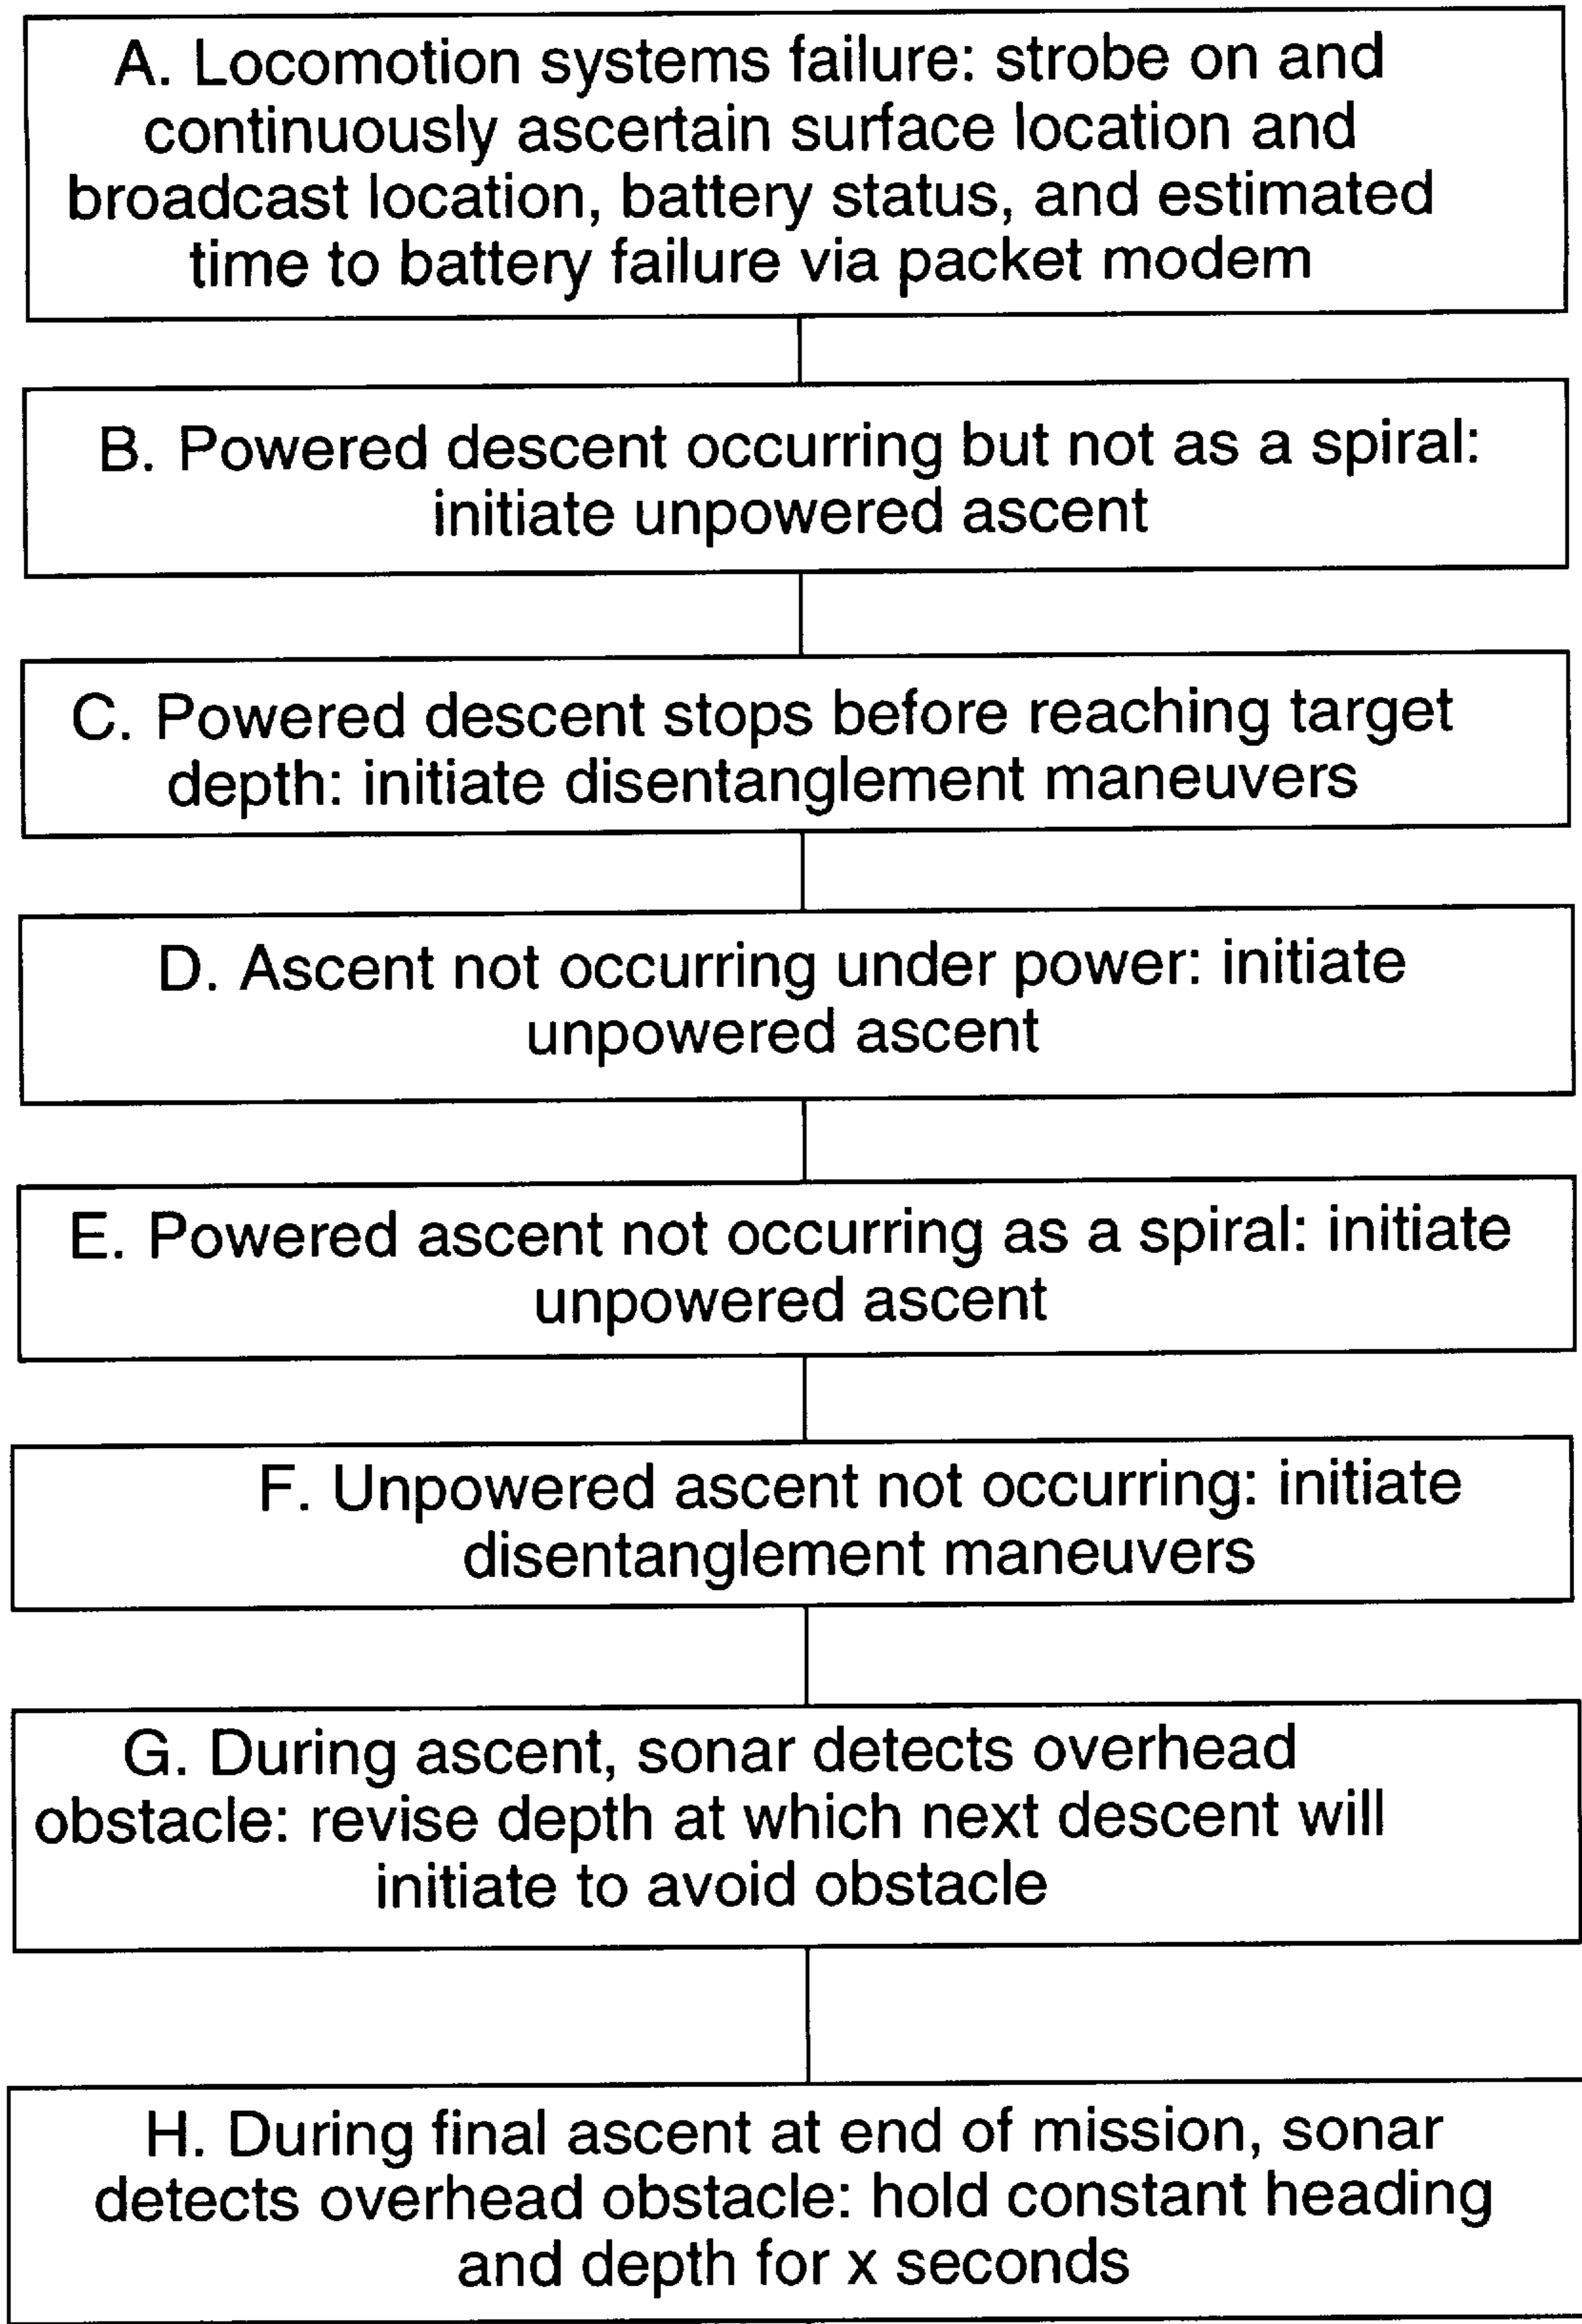 A. Locomotion systems failure: strobe on and
continuously ascertain surface location and
broadcast location, battery status, and estimated
time to battery failure via packet modem
B. Powered descent occurring but not as a spiral:
initiate unpowered ascent
C. Powered descent stops before reaching target
depth: initiate disentanglement maneuvers
D. Ascent not occurring under power: initiate
unpowered ascent
E. Powered ascent not occurring as a spiral: initiate
unpowered ascent
F. Unpowered ascent not occurring: initiate
disentanglement maneuvers
G. During ascent, sonar detects overhead
obstacle: revise depth at which next descent will
initiate to avoid obstacle
H. During final ascent at end of mission, sonar
detects overhead obstacle: hold constant heading
and depth for x seconds